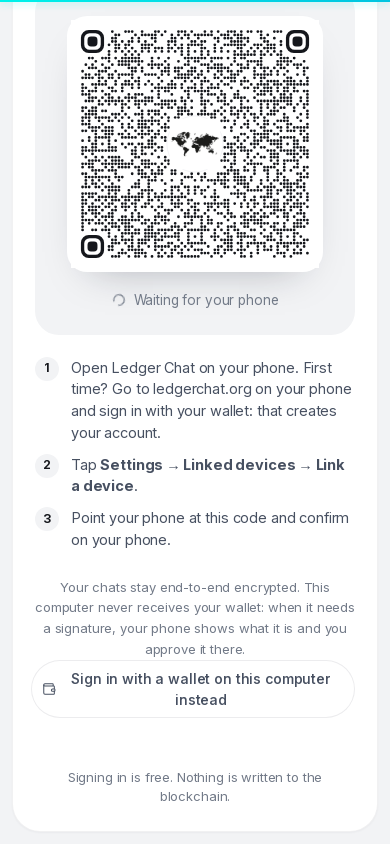 Waiting for your phone
1 Open Ledger Chat on your phone. First
time? Go to ledgerchat.org on your phone
and sign in with your wallet: that creates
your account.
2 Tap Settings → Linked devices → Link
a device.
3 Point your phone at this code and confirm
on your phone.
Your chats stay end-to-end encrypted. This
computer never receives your wallet: when it needs
a signature, your phone shows what it is and you
approve it there.
Sign in with a wallet on this computer
instead
Signing in is free. Nothing is written to the
blockchain.